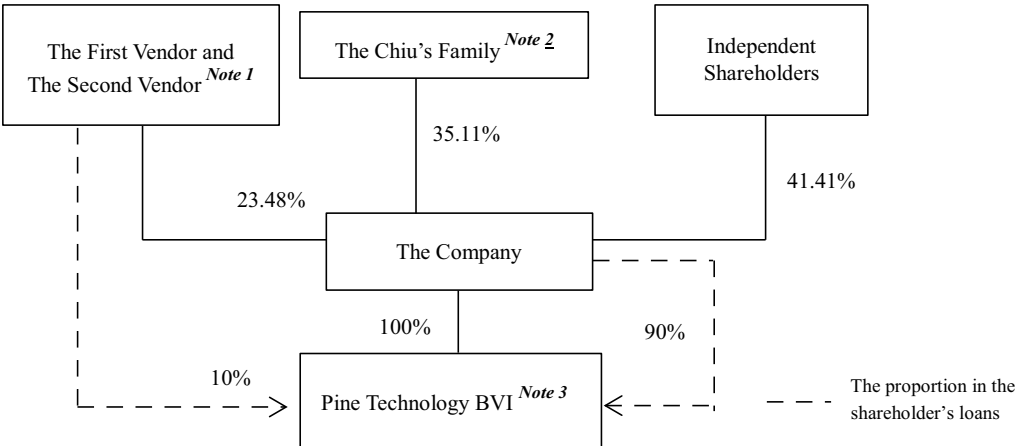 The First Vendor and
The Second Vendor Note 1
The Chiu’s Family Note 2
Independent
Shareholders
35.11%
23.48%
41.41%
The Company
100%
90%
10%
Pine Technology BVI Note 3
The proportion in the
shareholder’s loans